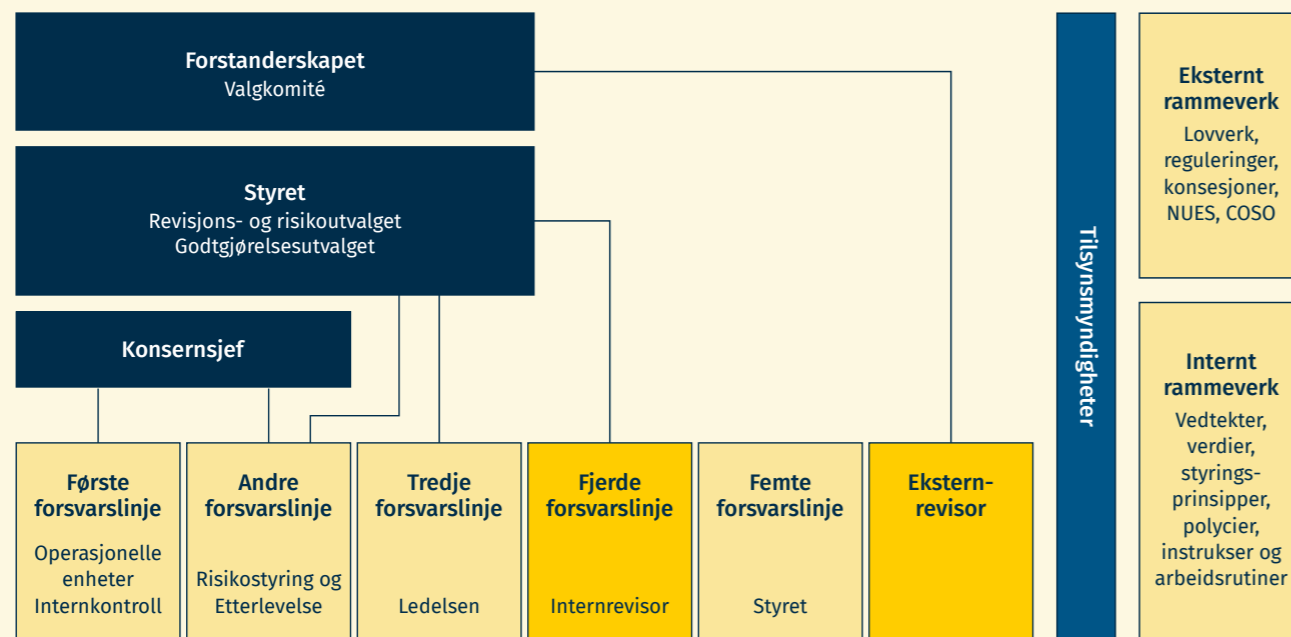 Forstanderskapet
Valgkomité
Styret
Revisjons- og risikoutvalget
Godtgjørelsesutvalget
Konsernsjef
Første
forsvarslinje
Operasjonelle
enheter
Internkontroll
Andre
forsvarslinje
Risikostyring og
Etterlevelse
Tredje
forsvarslinje
Ledelsen
Fjerde
forsvarslinje
Internrevisor
Femte
forsvarslinje
Styret
Ekstern-
revisor
Tilsynsmyndigheter
Eksternt
rammeverk
Lovverk,
reguleringer,
konsesjoner,
NUES, COSO
Internt
rammeverk
Vedtekter,
verdier,
styrings-
prinsipper,
polycier,
instrukser og
arbeidsrutiner